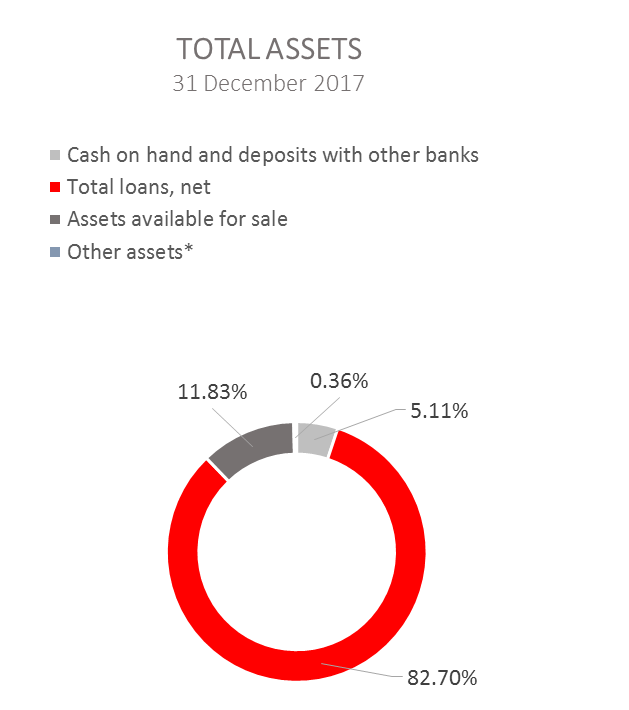 TOTAL ASSETS
31 December 2017
Cash on hand and deposits with other banks
Total loans, net
Assets available for sale
Other assets*
0.36%
11.83%
5.11%
82.70%